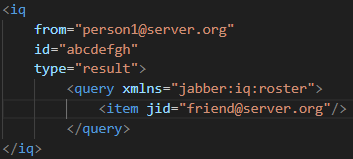 <iq
    from="person1@server.org"
    id="abcdefgh"
    type="result">
        <query xmlns="jabber:iq:roster">
            <item jid="friend@server.org"/>
        </query>
</iq>